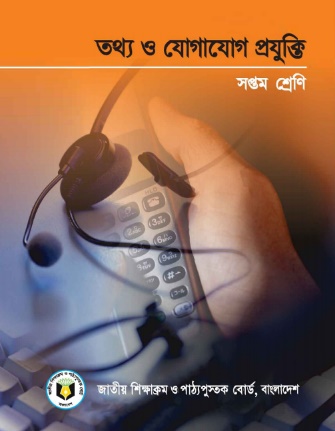 তথ্য ও যোগাযোগ প্রযুক্তি
সপ্তম শ্রেণি
জাতীয় শিক্ষাক্রম ও পাঠ্যপুস্তক বোর্ড, বাংলাদেশ